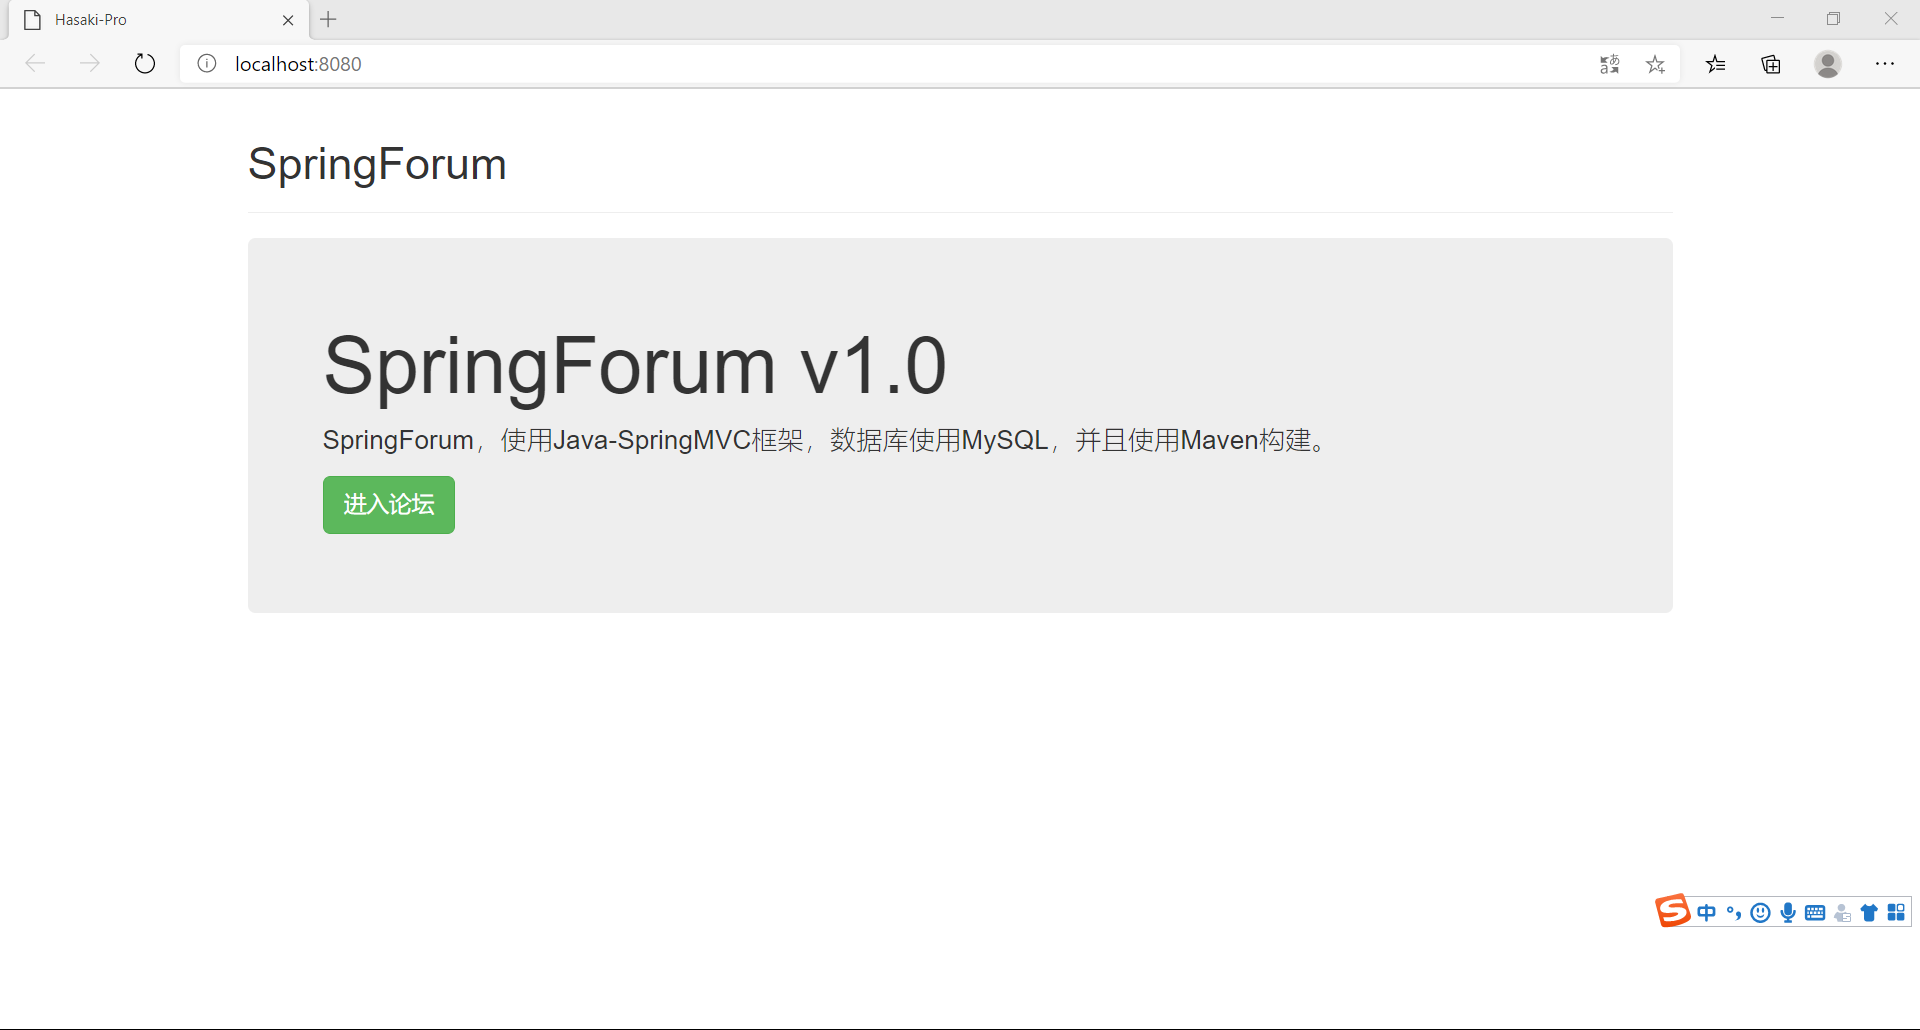 Hasaki-Pro
localhost:8080
SpringForum
SpringForum v1.0
SpringForum，使用Java-SpringMVC框架，数据库使用MySQL，并且使用Maven构建。
进入论坛
中